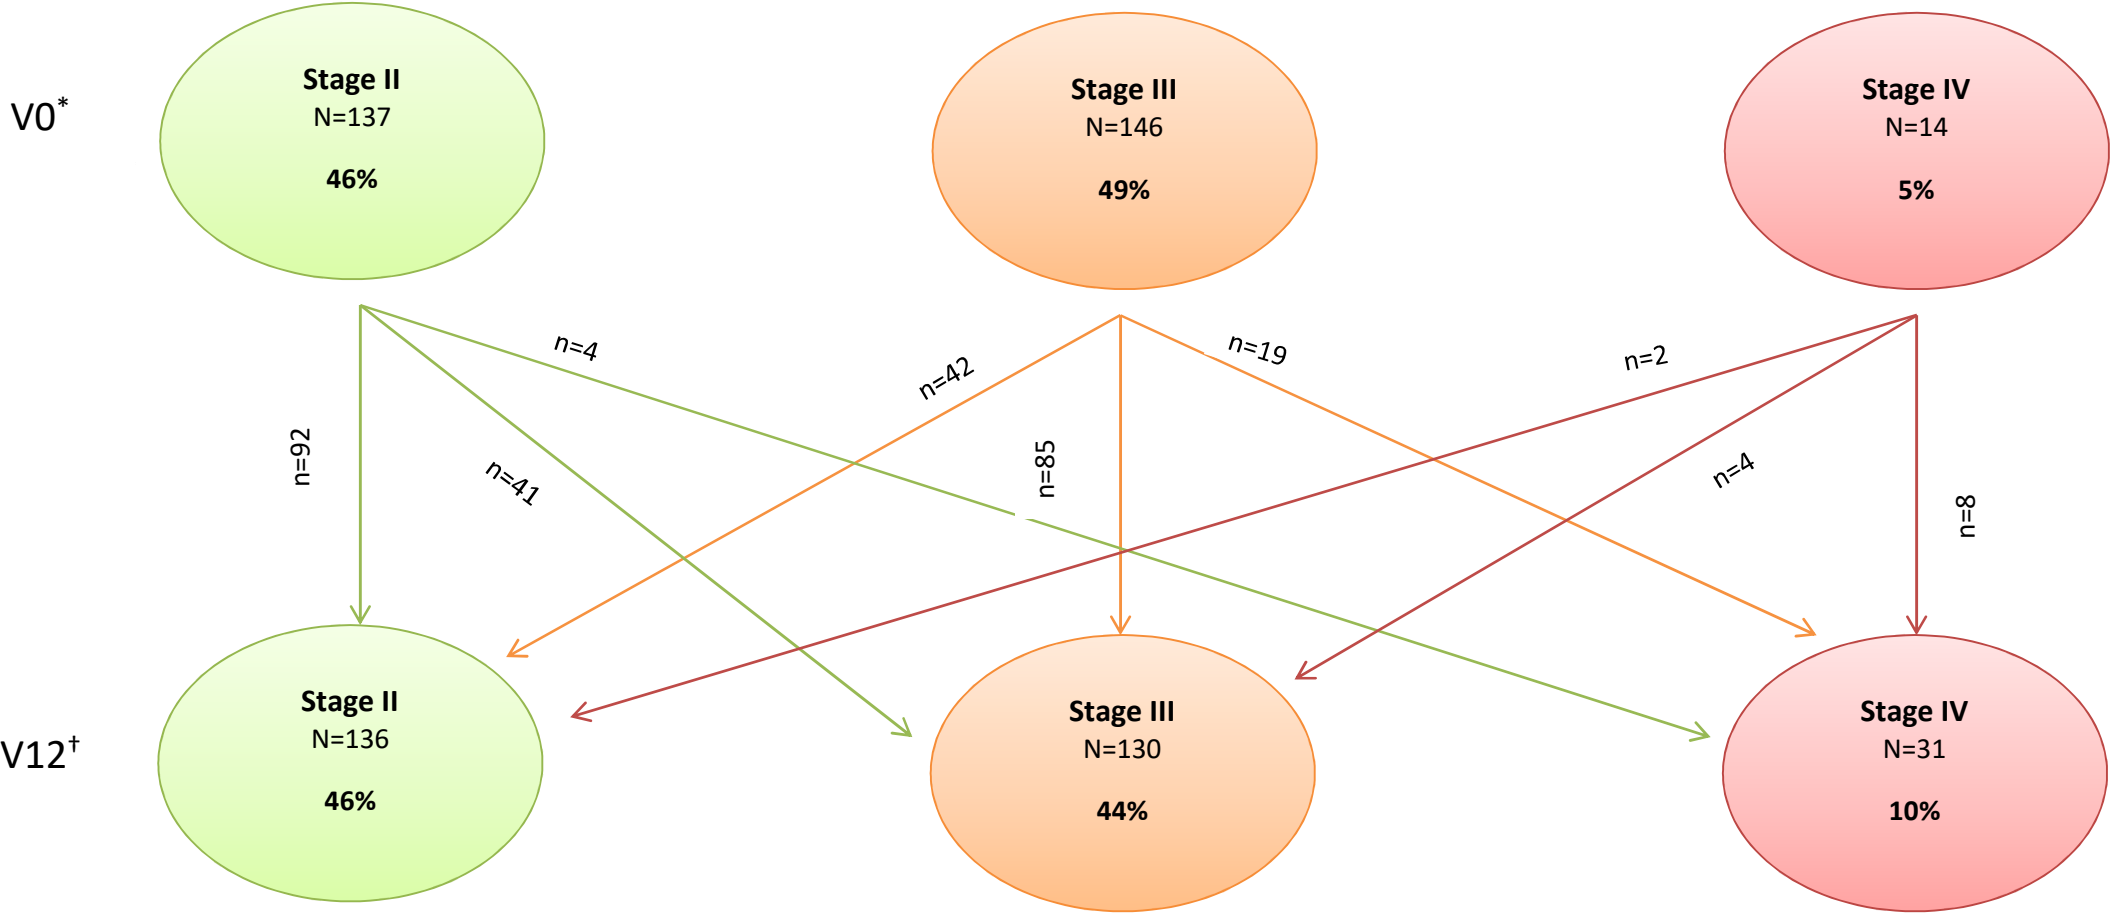 V0*
Stage II
N=137
46%
Stage III
N=146
49%
Stage IV
N=14
5%
n=4
n=42
n=19
n=2
n=92
n=41
n=85
n=4
n=8
V12†
Stage II
N=136
46%
Stage III
N=130
44%
Stage IV
N=31
10%